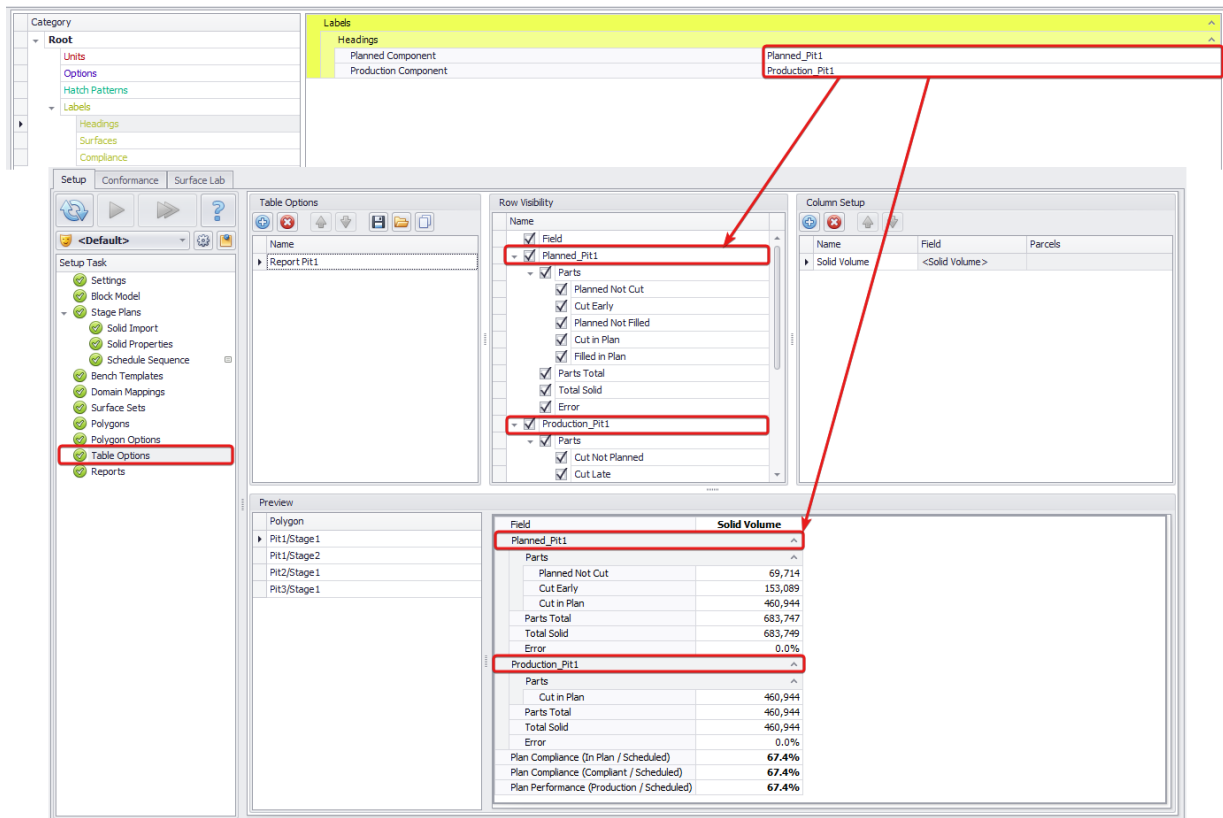 Category
Root
Units
Options
Hatch Patterns
Labels
Headings
Surfaces
Compliance
Labels
Headings
Planned Component Planned_Pit1
Production Component Production_Pit1
Setup Conformance Surface Lab
<Default>
Setup Task
Settings
Block Model
Stage Plans
Solid Import
Solid Properties
Schedule Sequence
Bench Templates
Domain Mappings
Surface Sets
Polygons
Polygon Options
Table Options
Reports
Table Options
Name
Report Pit1
Row Visibility
Name
Field
Planned_Pit1
Parts
Planned Not Cut
Cut Early
Planned Not Filled
Cut in Plan
Filled in Plan
Parts Total
Total Solid
Error
Production_Pit1
Parts
Cut Not Planned
Cut Late
Column Setup
Name Field Parcels
Solid Volume <Solid Volume>
Preview
Polygon
Pit1/Stage1
Pit1/Stage2
Pit2/Stage1
Pit3/Stage1
Field Solid Volume
Planned_Pit1
Parts
Planned Not Cut 69,714
Cut Early 153,089
Cut in Plan 460,944
Parts Total 683,747
Total Solid 683,749
Error 0.0%
Production_Pit1
Parts
Cut in Plan 460,944
Parts Total 460,944
Total Solid 460,944
Error 0.0%
Plan Compliance (In Plan / Scheduled) 67.4%
Plan Compliance (Compliant / Scheduled) 67.4%
Plan Performance (Production / Scheduled) 67.4%